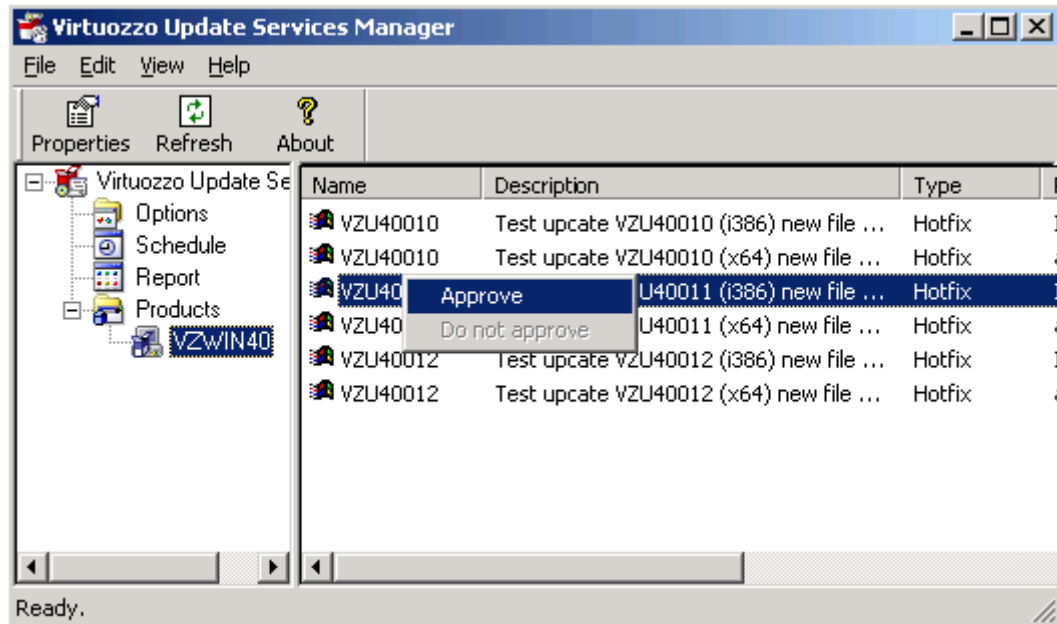 Virtuozzo Update Services Manager
File Edit View Help
Properties Refresh About
Virtuozzo Update Se
Options
Schedule
Report
Products
VZWIN40
Name Description Type
VZU40010 Test upcate VZU40010 (i386) new file ... Hotfix
VZU40010 Test upcate VZU40010 (x64) new file ... Hotfix
VZU40 U40011 (i386) new file ... Hotfix
VZU40 U40011 (x64) new file ... Hotfix
Approve
Do not approve
VZU40012 Test upcate VZU40012 (i386) new file ... Hotfix
VZU40012 Test upcate VZU40012 (x64) new file ... Hotfix
Ready.